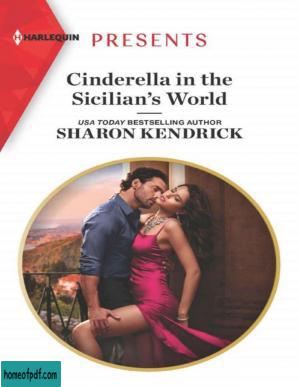 HARLEQUIN
PRESENTS
Cinderella in the
Sicilian's World
USA TODAY BESTSELLING AUTHOR
SHARON KENDRICK
homeofpdf.com